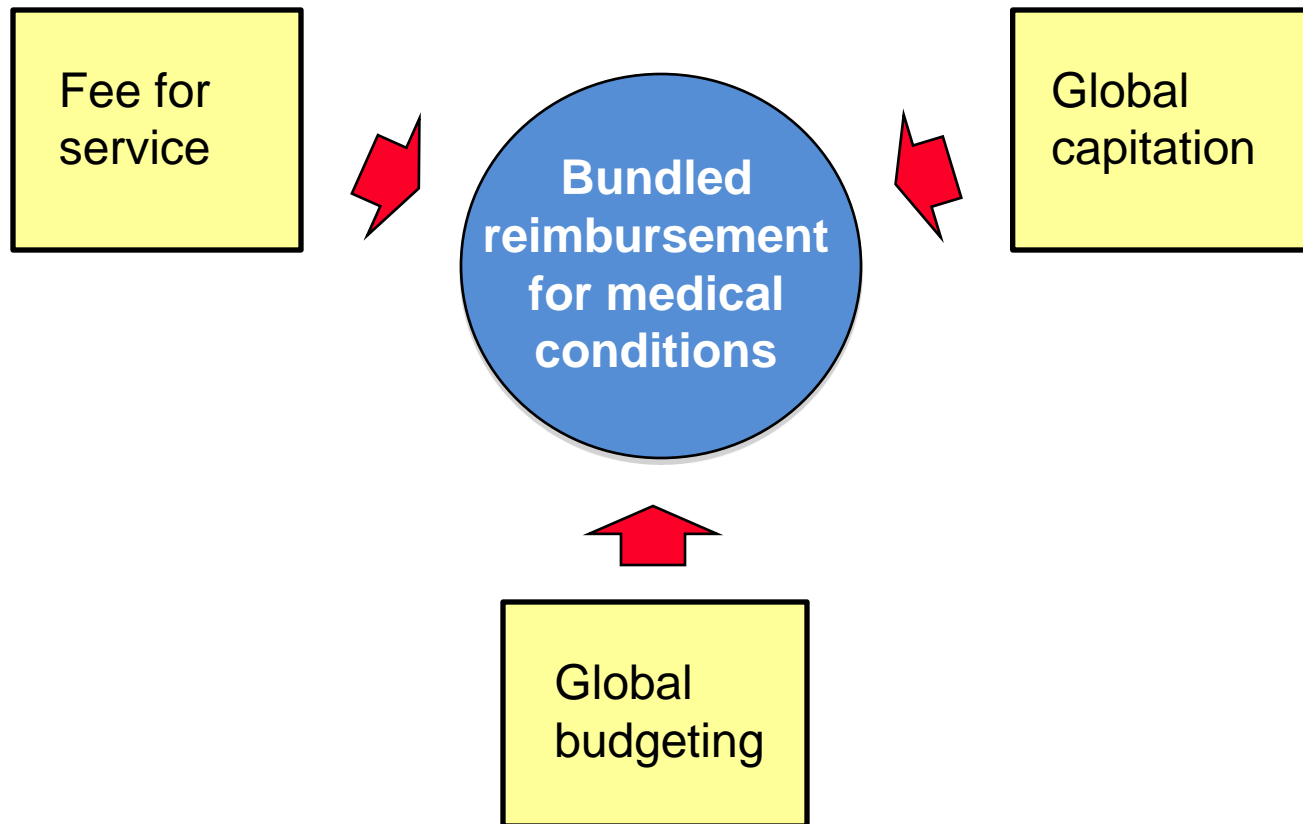 Fee for
service
Bundled
reimbursement
for medical
conditions
Global
capitation
Global
budgeting